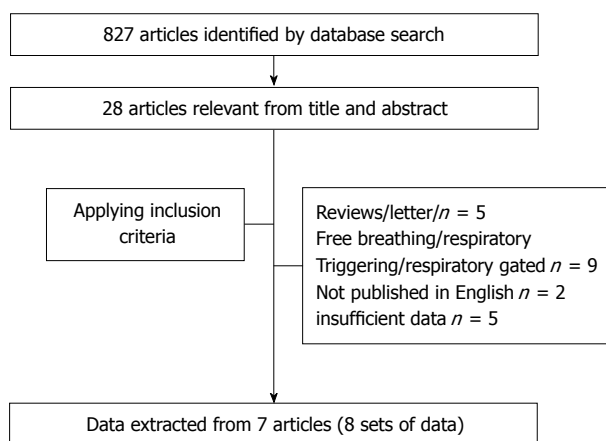 827 articles identified by database search
28 articles relevant from title and abstract
Applying inclusion
criteria
Reviews/letter/n = 5
Free breathing/respiratory
Triggering/respiratory gated n = 9
Not published in English n = 2
insufficient data n = 5
Data extracted from 7 articles (8 sets of data)